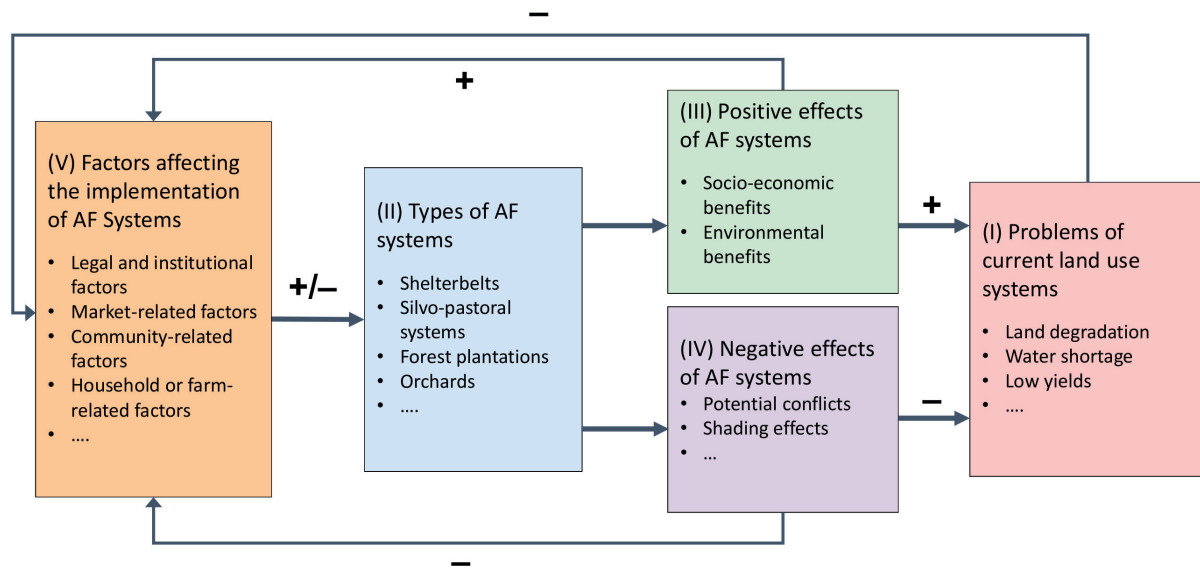 –
+
(V) Factors affecting
the implementation
of AF Systems
• Legal and institutional
factors
• Market-related factors
• Community-related
factors
• Household or farm-
related factors
• ....
+/–
(II) Types of AF
systems
• Shelterbelts
• Silvo-pastoral
systems
• Forest plantations
• Orchards
• ....
(III) Positive effects
of AF systems
• Socio-economic
benefits
• Environmental
benefits
+
(IV) Negative effects
of AF systems
• Potential conflicts
• Shading effects
• ...
–
(I) Problems of
current land use
systems
• Land degradation
• Water shortage
• Low yields
• ....
–